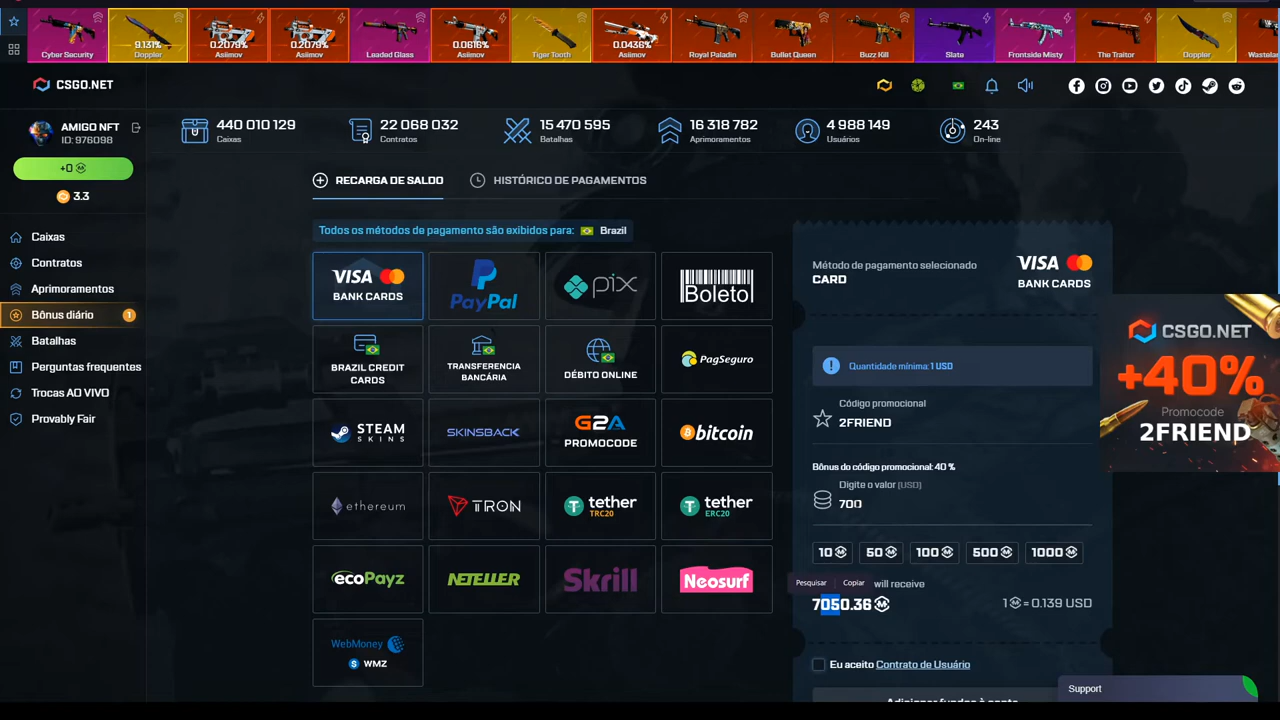 Cyber Security
9.131%
Doppler
0.2079%
Asiimov
0.2079%
Asiimov
Leaded Glass
0.0616%
Asiimov
Tiger Tooth
0.0436%
Asiimov
Royal Paladin
Bullet Queen
Buzz Kill
Slate
Frontside Misty
The Traitor
Doppler
CSGO.NET
AMIGO NFT
ID: 976098
+0
3.3
440 010 129
Caixas
22 068 032
Contratos
15 470 595
Batalhas
16 318 782
Aprimoramentos
4 988 149
Usuários
243
On-line
RECARGA DE SALDO
HISTÓRICO DE PAGAMENTOS
Caixas
Contratos
Aprimoramentos
Bônus diário
1
Batalhas
Perguntas frequentes
Trocas AO VIVO
Provably Fair
Todos os métodos de pagamento são exibidos para: Brazil
VISA
BANK CARDS
PayPal
pix
Boleto
BRAZIL CREDIT
CARDS
TRANSFERENCIA
BANCÁRIA
DÉBITO ONLINE
PagSeguro
STEAM
SKINS
SKINSBACK
G2A
PROMOCODE
bitcoin
ethereum
TRON
tether
TRC20
tether
ERC20
ecoPayz
NETELLER
Skrill
Neosurf
WebMoney
WMZ
Método de pagamento selecionado
CARD
VISA
BANK CARDS
Quantidade mínima: 1 USD
Código promocional
2FRIEND
Bônus do código promocional: 40 %
Digite o valor (USD)
700
10
50
100
500
1000
Pesquisar
Copiar
will receive
7050.36
1 = 0.139 USD
Eu aceito Contrato de Usuário
CSGO.NET
+40%
Promocode
2FRIEND
Support